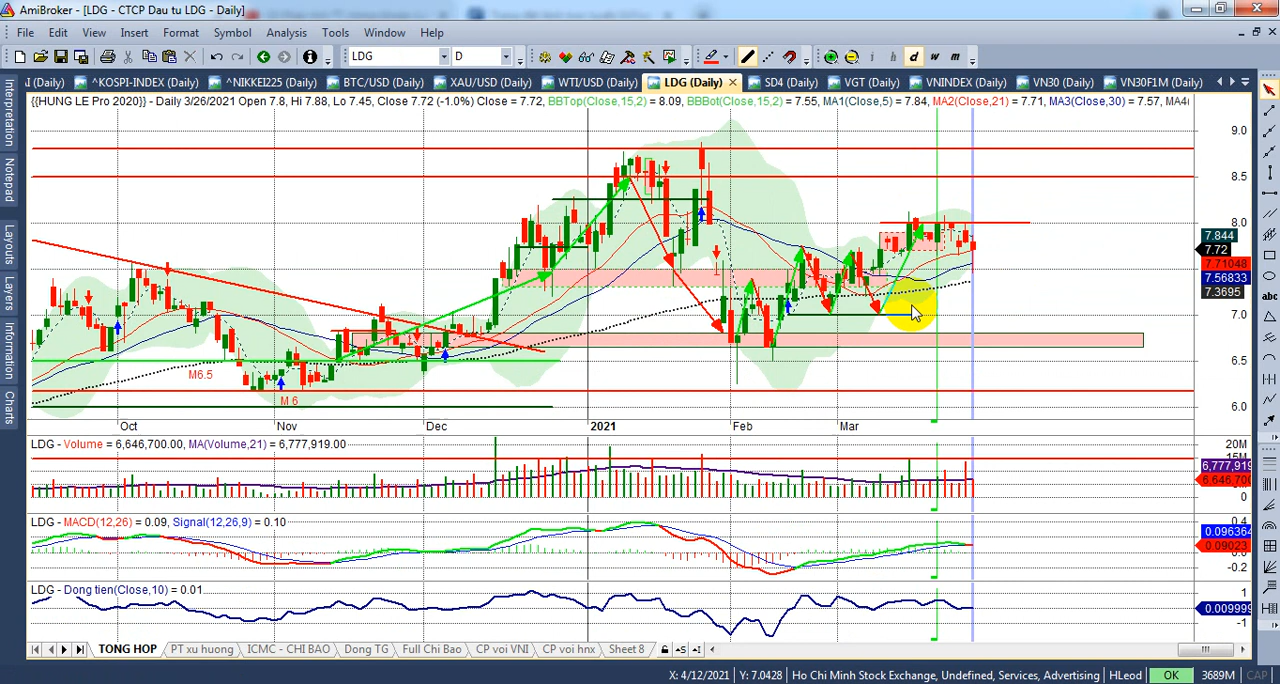 AmiBroker - [LDG - CTCP Dau tu LDG - Daily]
File Edit View Insert Format Symbol Analysis Tools Window Help
LDG D i h d w m
(Daily) ^KOSPI-INDEX (Daily) ^NIKKEI225 (Daily) BTC/USD (Daily) XAU/USD (Daily) WTI/USD (Daily) LDG (Daily) SD4 (Daily) VGT (Daily) VNINDEX (Daily) VN30 (Daily) VN30F1M (Daily)
{{HUNG LE Pro 2020}} - Daily 3/26/2021 Open 7.8, Hi 7.88, Lo 7.45, Close 7.72 (-1.0%) Close = 7.72, BBTop(Close,15,2) = 8.09, BBBot(Close,15,2) = 7.55, MA1(Close,5) = 7.84, MA2(Close,21) = 7.71, MA3(Close,30) = 7.57, MA4(
Interpretation
Notepad
Layouts
Layers
Information
Charts
abc
9.0
8.5
8.0
7.844
7.72
7.71048
7.56833
7.3695
7.0
6.5
6.0
M6.5
M 6
Oct Nov Dec 2021 Feb Mar
LDG - Volume = 6,646,700.00, MA(Volume,21) = 6,777,919.00
20M
15M
6,777,919
6,646,700
0
LDG - MACD(12,26) = 0.09, Signal(12,26,9) = 0.10
0.4
0.096364
0.09023
-0.2
LDG - Dong tien(Close,10) = 0.01
1
0.009999
-1
TONG HOP PT xu huong ICMC - CHI BAO Dong TG Full Chi Bao CP voi VNI CP voi hnx Sheet 8
X: 4/12/2021 Y: 7.0428 Ho Chi Minh Stock Exchange, Undefined, Services, Advertising HLeod OK 3689M CAP